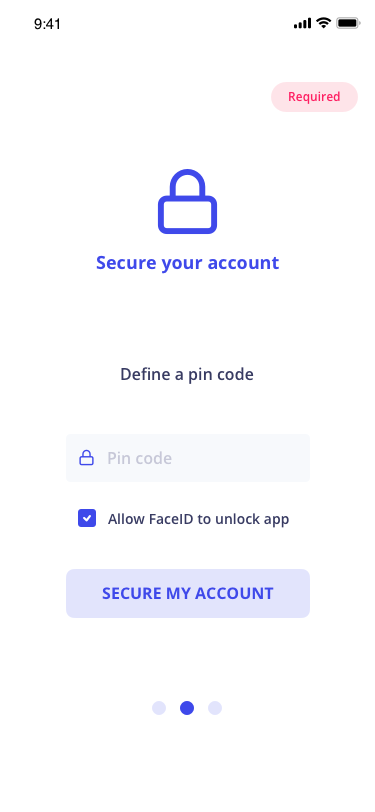 9:41
Required
Secure your account
Define a pin code
Pin code
Allow FaceID to unlock app
SECURE MY ACCOUNT